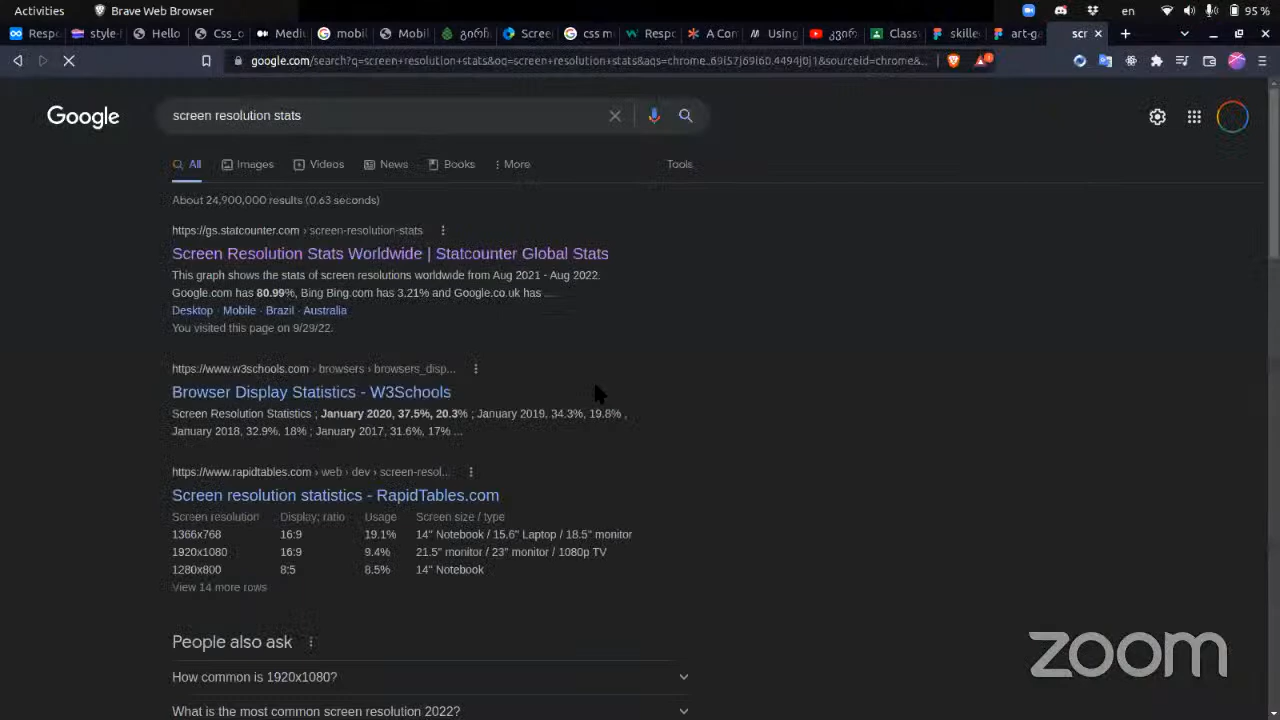 Activities Brave Web Browser en 95 %
Respo style- Hello Css_o Mediu mobil Mobil გირჩ Scree css m Respo A Con Using კვირ Class skille art-ga scr
google.com/search?q=screen+resolution+stats&oq=screen+resolution+stats&aqs=chrome
Google screen resolution stats
All Images Videos News Books More Tools
About 24,900,000 results (0.63 seconds)
https://gs.statcounter.com › screen-resolution-stats
Screen Resolution Stats Worldwide | Statcounter Global Stats
This graph shows the stats of screen resolutions worldwide from Aug 2021 - Aug 2022.
Google.com has 80.99%, Bing Bing.com has 3.21% and Google.co.uk has ...
Desktop · Mobile · Brazil · Australia
You visited this page on 9/29/22.
https://www.w3schools.com › browsers › browsers_disp...
Browser Display Statistics - W3Schools
Screen Resolution Statistics ; January 2020, 37.5%, 20.3% ; January 2019, 34.3%, 19.8% ,
January 2018, 32.9%, 18% ; January 2017, 31.6%, 17% ...
https://www.rapidtables.com › web › dev › screen-resol...
Screen resolution statistics - RapidTables.com
Screen resolution Display; ratio Usage Screen size / type
1366x768 16:9 19.1% 14" Notebook / 15.6" Laptop / 18.5" monitor
1920x1080 16:9 9.4% 21.5" monitor / 23" monitor / 1080p TV
1280x800 8:5 8.5% 14" Notebook
View 14 more rows
People also ask
How common is 1920x1080?
What is the most common screen resolution 2022?
zoom